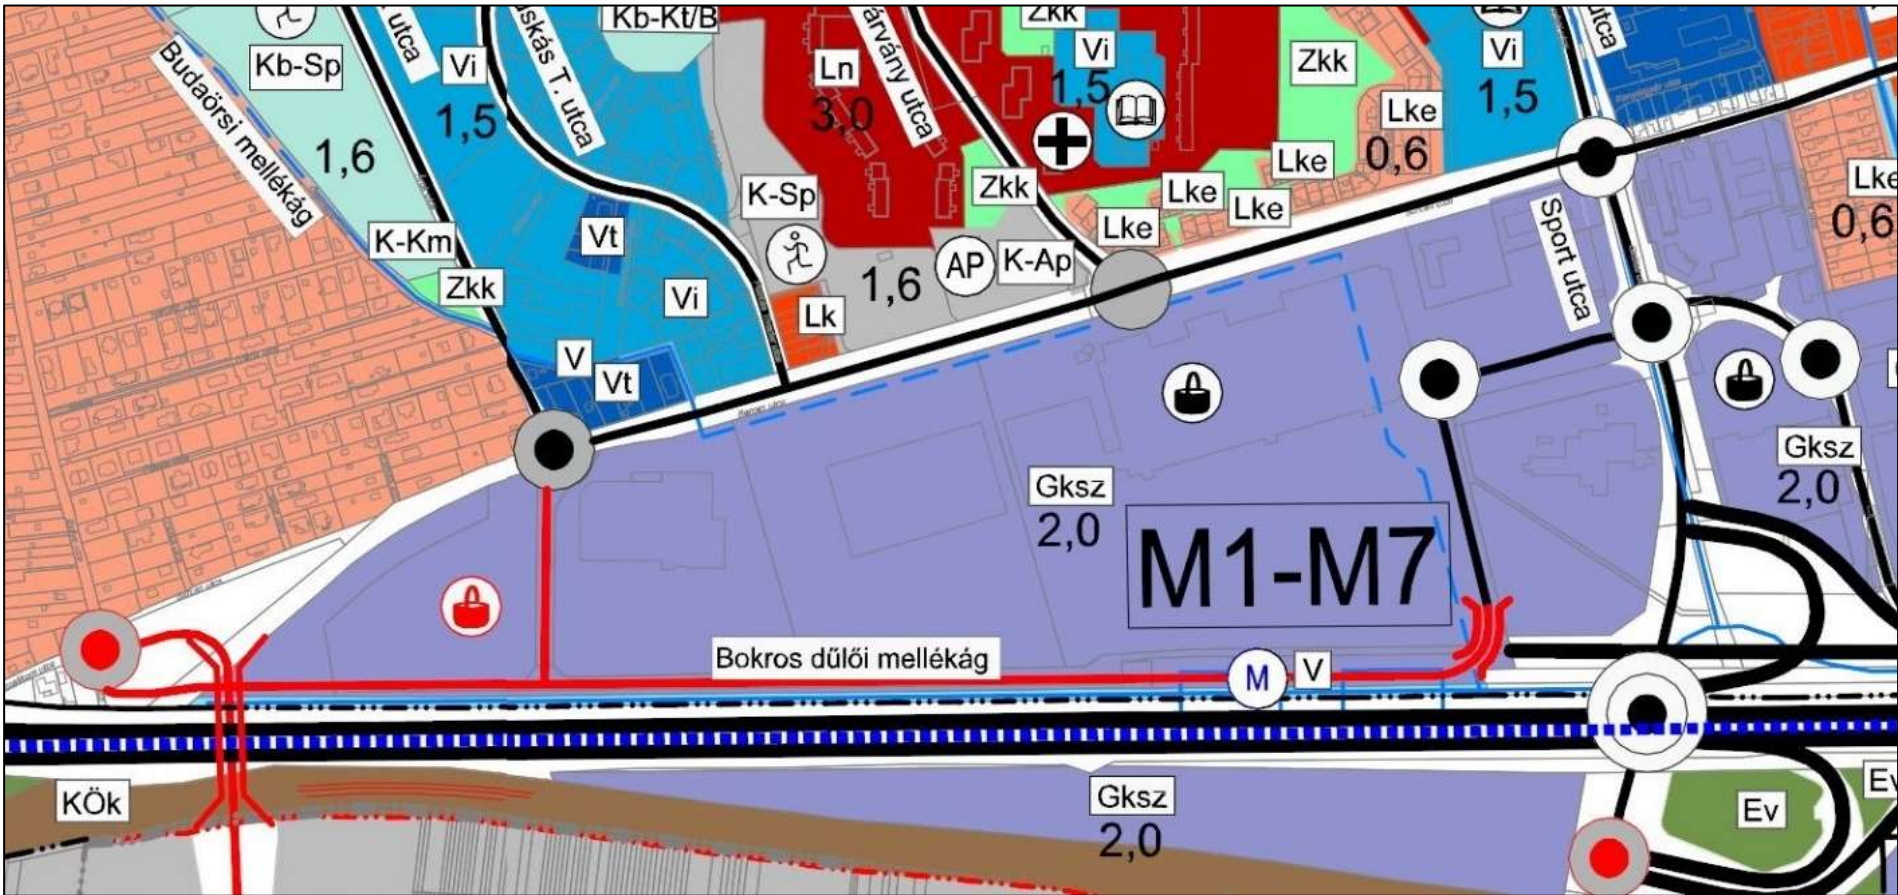 Kb-Sp
utca
Vi
1,5
skás T. utca
Kb-Kt/B
Ln
3,0
árvány utca
Zkk
Vi
1,5
Zkk
Lke
0,6
Vi
1,5
utca
Budaörsi mellékág
1,6
K-Km
Zkk
Vt
Vi
K-Sp
Zkk
Lke
Lke
Lke
Lke
Lke
0,6
V
Vt
Lk
1,6
AP
K-Ap
Sport utca
Gksz
2,0
Gksz
2,0
M1-M7
Bokros dűlői mellékág
M
V
KÖk
Gksz
2,0
Ev
Ev